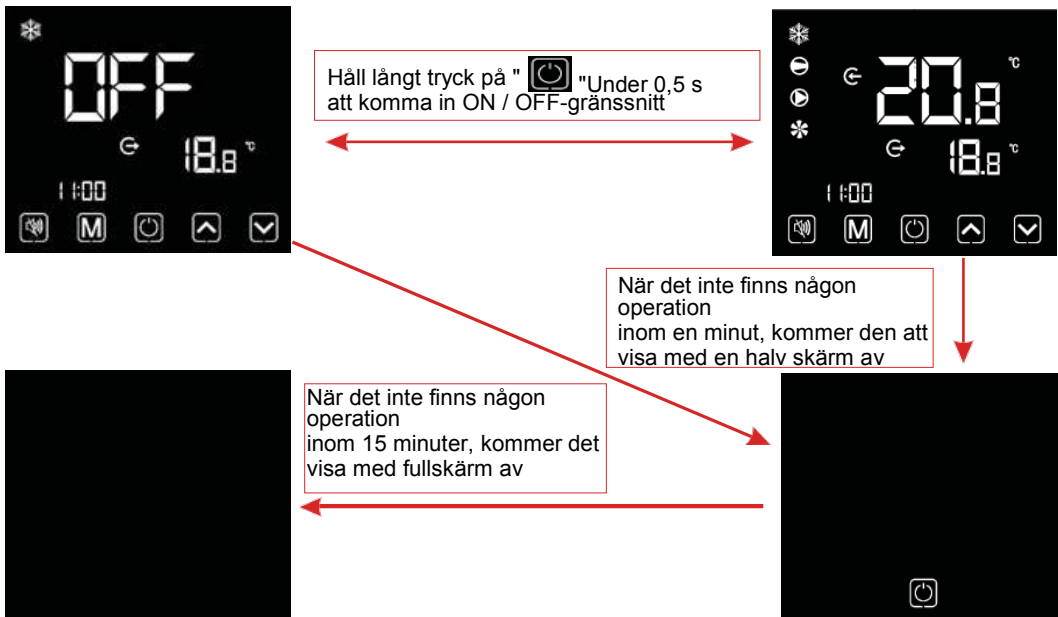 OFF
18.8 °C
11:00
M
Håll långt tryck på " "Under 0,5 s
att komma in ON / OFF-gränssnitt
20.8 °C
18.8 °C
11:00
M
När det inte finns någon
operation
inom en minut, kommer den att
visa med en halv skärm av
När det inte finns någon
operation
inom 15 minuter, kommer det
visa med fullskärm av